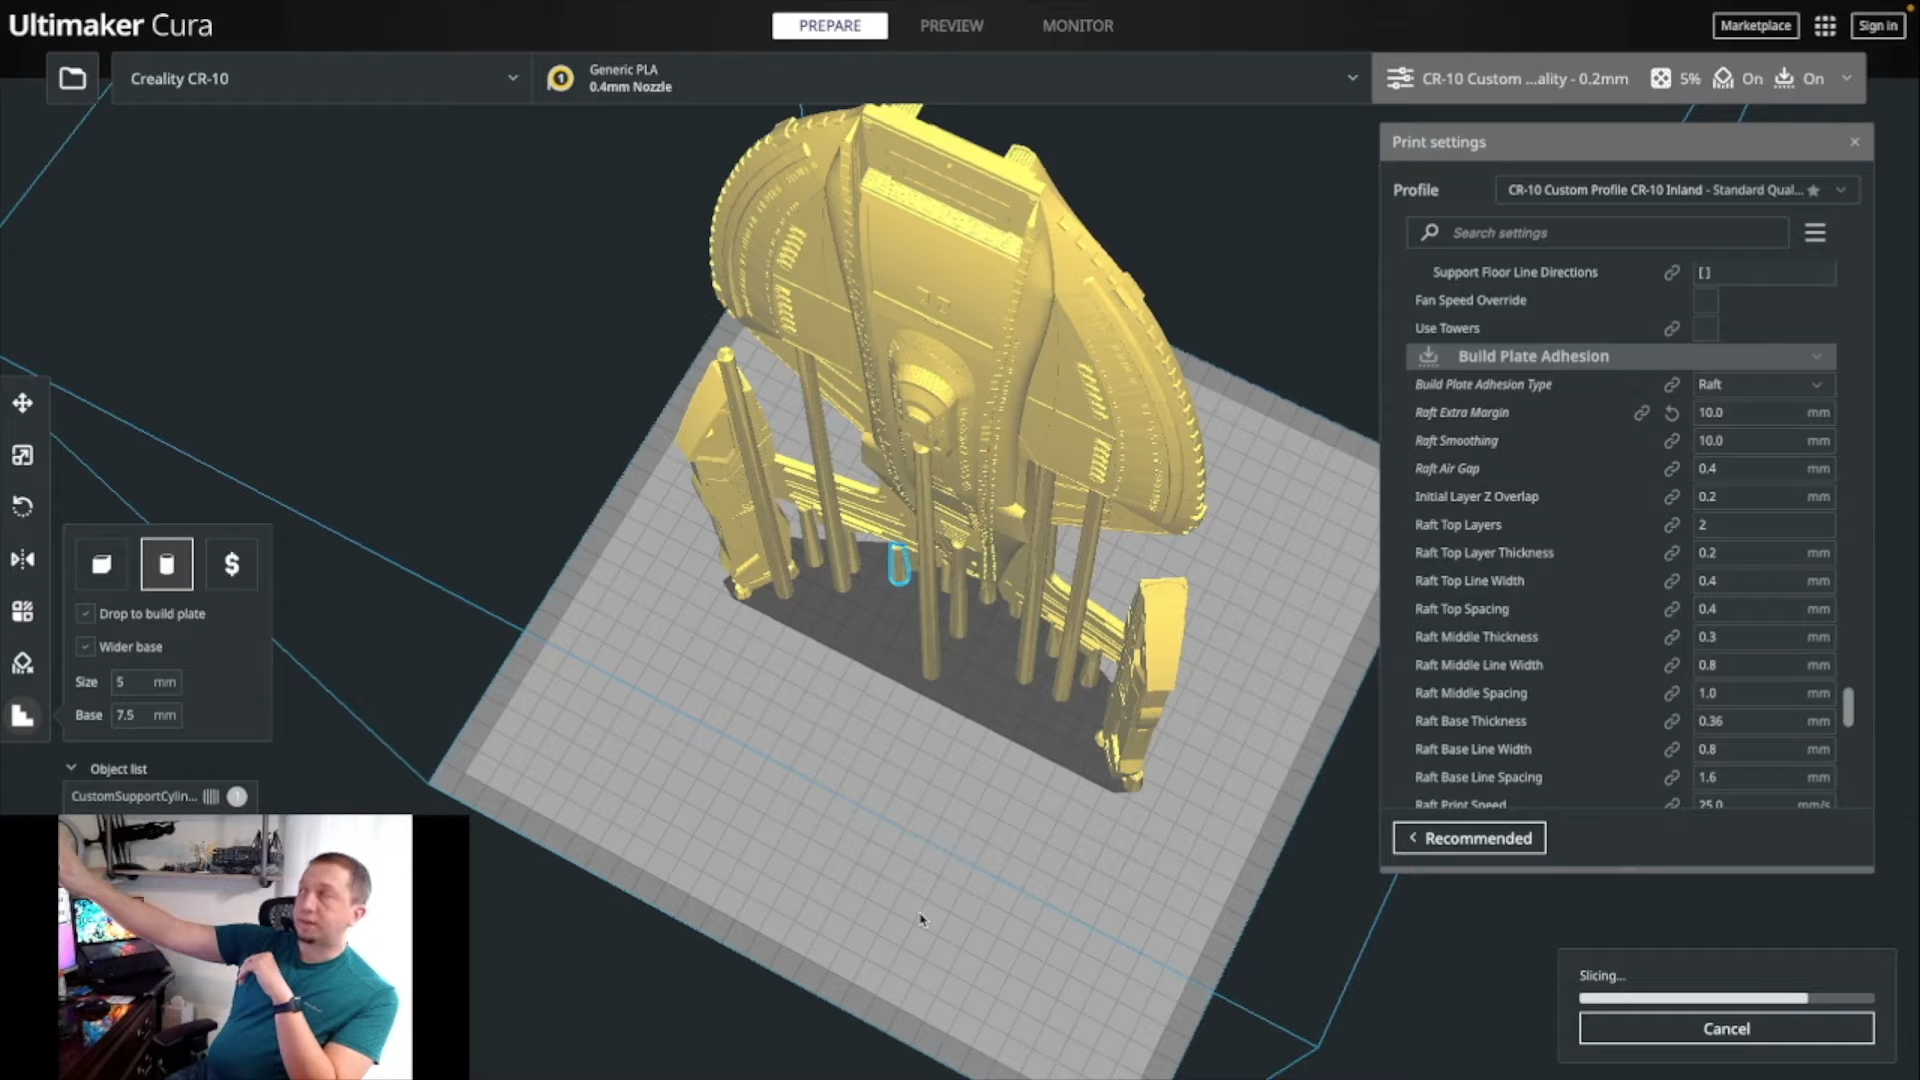 Ultimaker Cura
PREPARE
PREVIEW
MONITOR
Marketplace
Sign in
Creality CR-10
1
Generic PLA
0.4mm Nozzle
CR-10 Custom ...ality - 0.2mm
5%
On
On
Print settings
Profile
CR-10 Custom Profile CR-10 Inland - Standard Qual...
Search settings
Support Floor Line Directions
[ ]
Fan Speed Override
Use Towers
Build Plate Adhesion
Build Plate Adhesion Type
Raft
Raft Extra Margin
10.0 mm
Raft Smoothing
10.0 mm
Raft Air Gap
0.4 mm
Initial Layer Z Overlap
0.2 mm
Raft Top Layers
2
Raft Top Layer Thickness
0.2 mm
Raft Top Line Width
0.4 mm
Raft Top Spacing
0.4 mm
Raft Middle Thickness
0.3 mm
Raft Middle Line Width
0.8 mm
Raft Middle Spacing
1.0 mm
Raft Base Thickness
0.36 mm
Raft Base Line Width
0.8 mm
Raft Base Line Spacing
1.6 mm
Raft Print Speed
25.0 mm/s
Recommended
$
Drop to build plate
Wider base
Size 5 mm
Base 7.5 mm
Object list
CustomSupportCylin...
1
Slicing...
Cancel